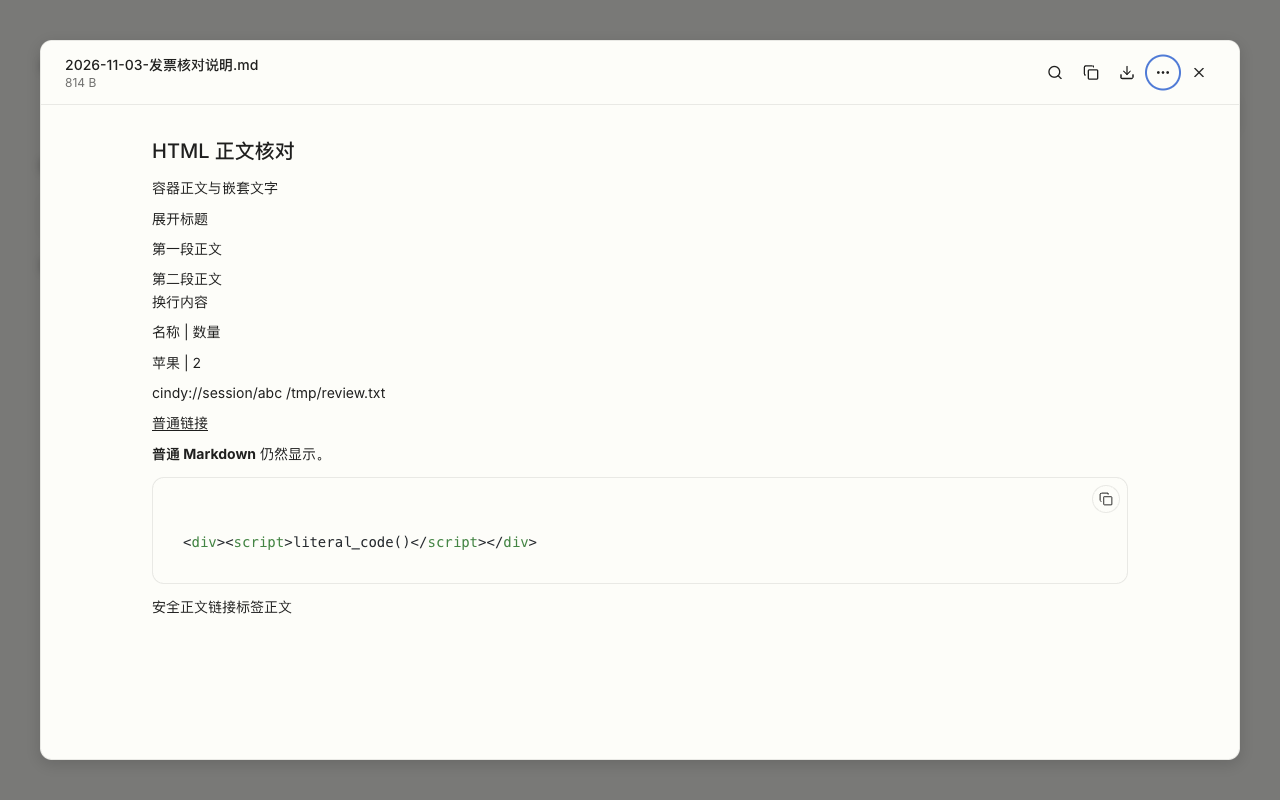 2026-11-03-发票核对说明.md
814 B
HTML 正文核对
容器正文与嵌套文字
展开标题
第一段正文
第二段正文
换行内容
名称 | 数量
苹果 | 2
cindy://session/abc /tmp/review.txt
普通链接
普通 Markdown 仍然显示。
<div><script>literal_code()</script></div>
安全正文链接标签正文